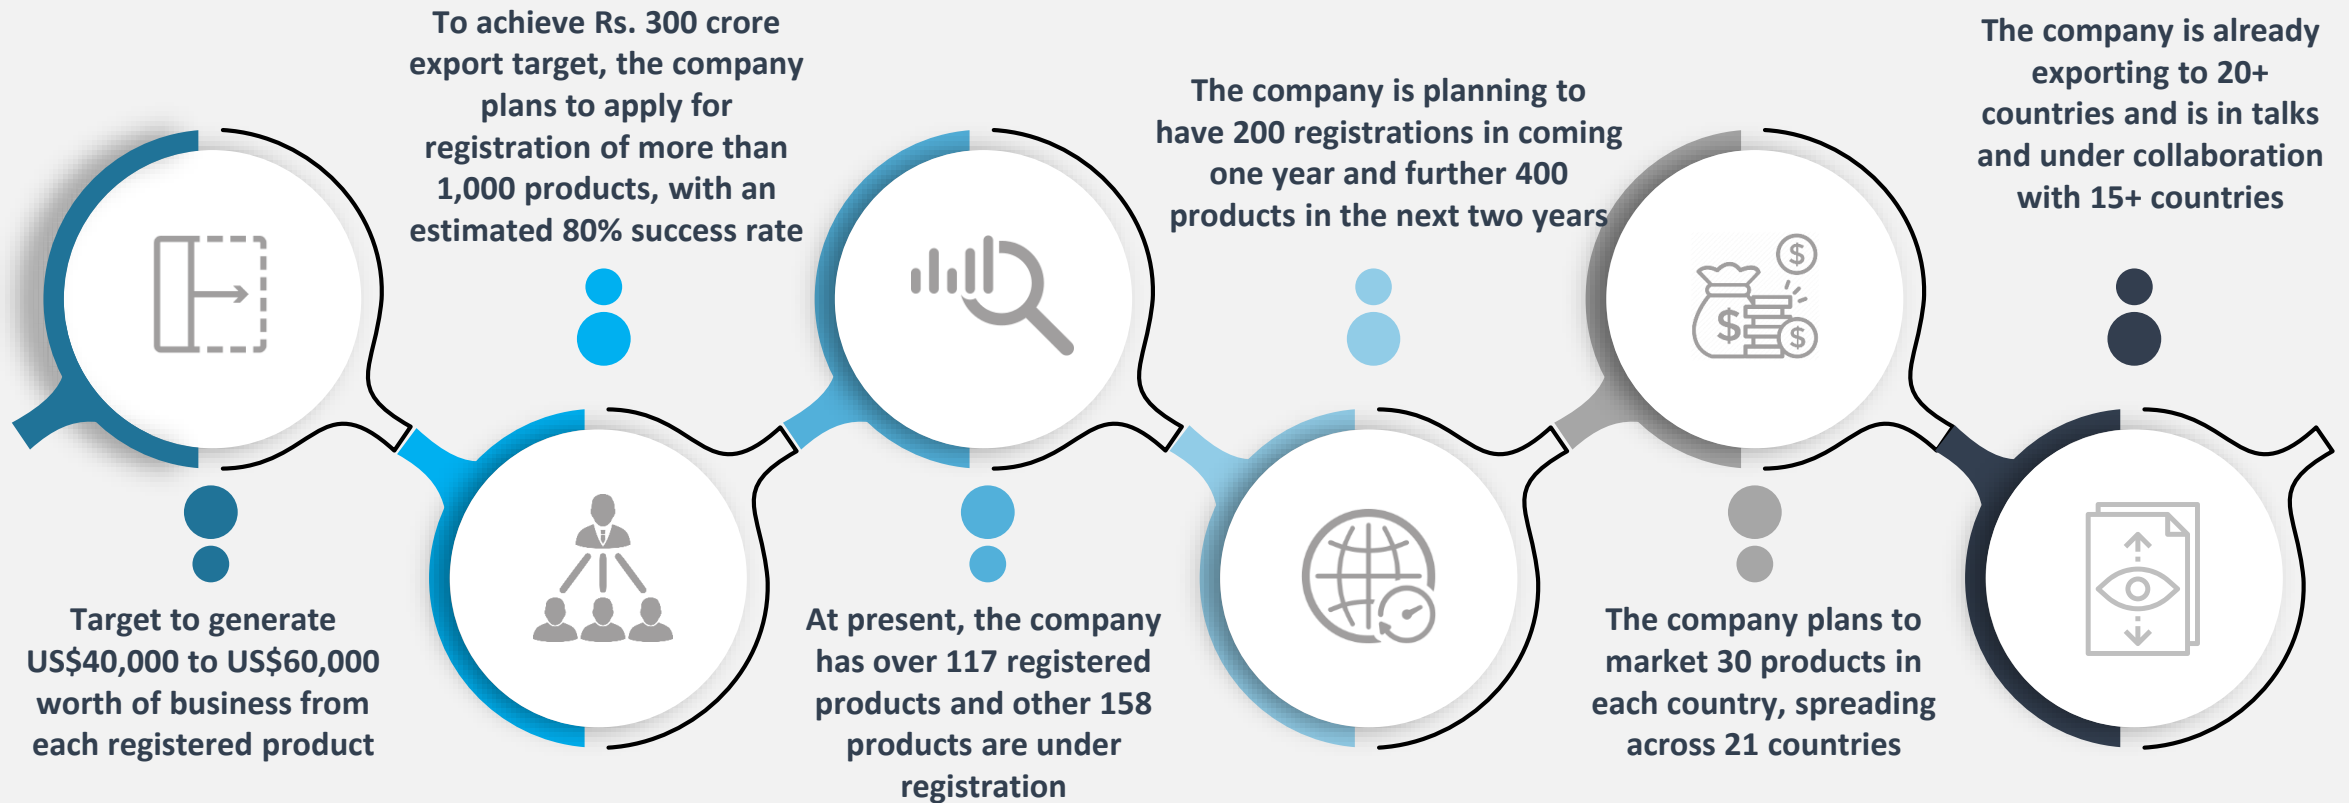 To achieve Rs. 300 crore
export target, the company
plans to apply for
registration of more than
1,000 products, with an
estimated 80% success rate
The company is planning to
have 200 registrations in coming
one year and further 400
products in the next two years
The company is already
exporting to 20+
countries and is in talks
and under collaboration
with 15+ countries
Target to generate
US$40,000 to US$60,000
worth of business from
each registered product
At present, the company
has over 117 registered
products and other 158
products are under
registration
The company plans to
market 30 products in
each country, spreading
across 21 countries